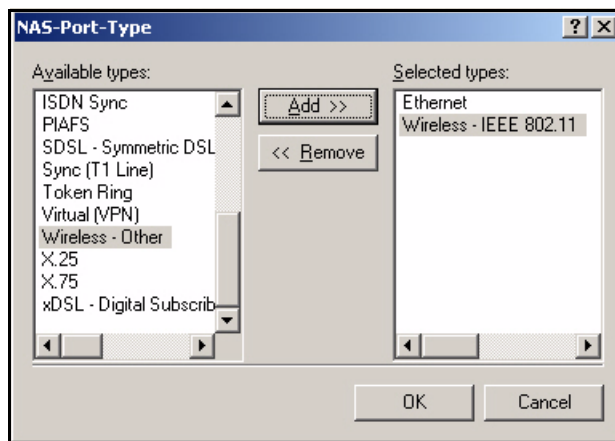 NAS-Port-Type
Available types:
ISDN Sync
PIAFS
SDSL - Symmetric DSL
Sync (T1 Line)
Token Ring
Virtual (VPN)
Wireless - Other
X.25
X.75
xDSL - Digital Subscrib
Add >>
<< Remove
Selected types:
Ethernet
Wireless - IEEE 802.11
OK
Cancel